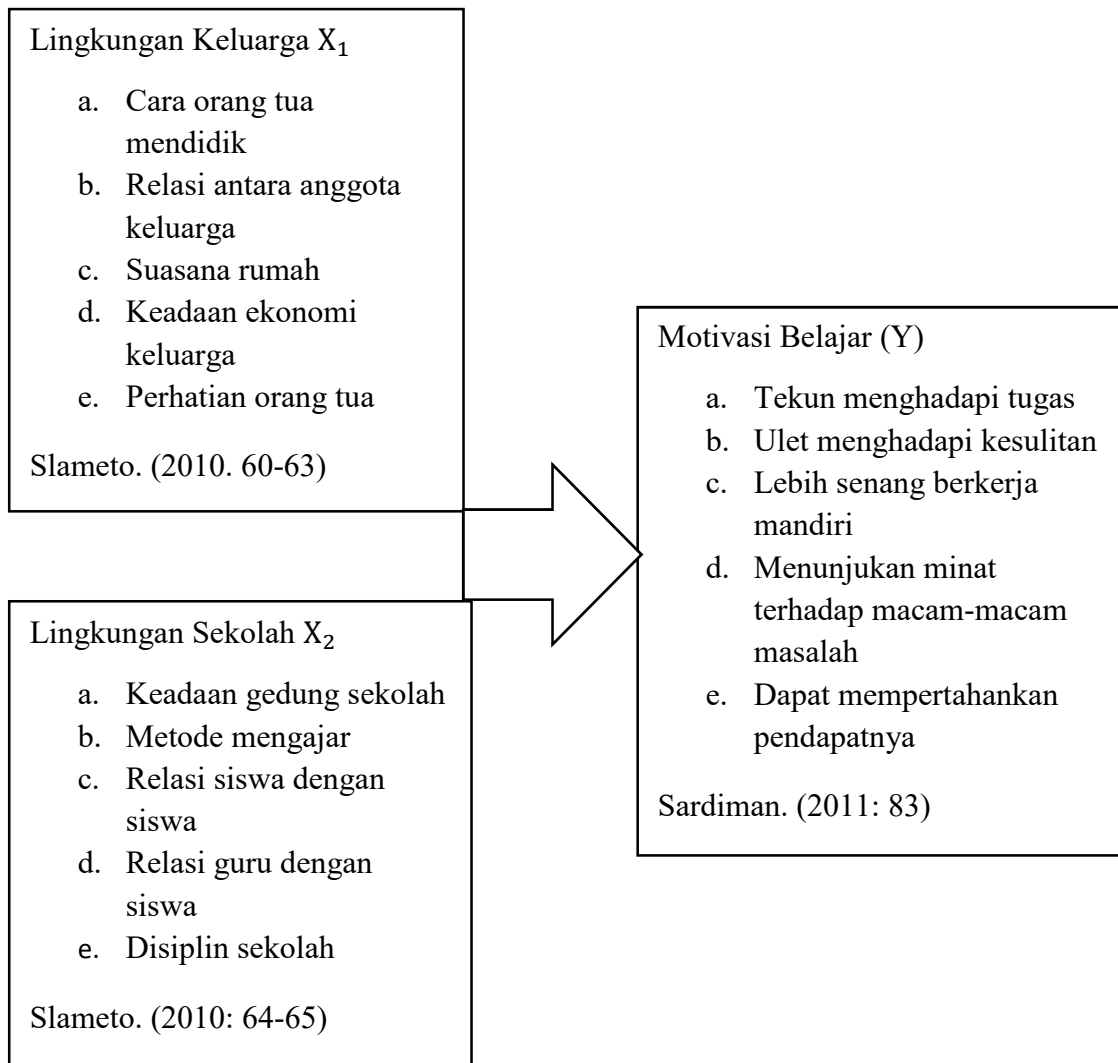 Lingkungan Keluarga X₁
a. Cara orang tua
mendidik
b. Relasi antara anggota
keluarga
c. Suasana rumah
d. Keadaan ekonomi
keluarga
e. Perhatian orang tua
Slameto. (2010. 60-63)
Lingkungan Sekolah X₂
a. Keadaan gedung sekolah
b. Metode mengajar
c. Relasi siswa dengan
siswa
d. Relasi guru dengan
siswa
e. Disiplin sekolah
Slameto. (2010: 64-65)
Motivasi Belajar (Y)
a. Tekun menghadapi tugas
b. Ulet menghadapi kesulitan
c. Lebih senang berkerja
mandiri
d. Menunjukan minat
terhadap macam-macam
masalah
e. Dapat mempertahankan
pendapatnya
Sardiman. (2011: 83)